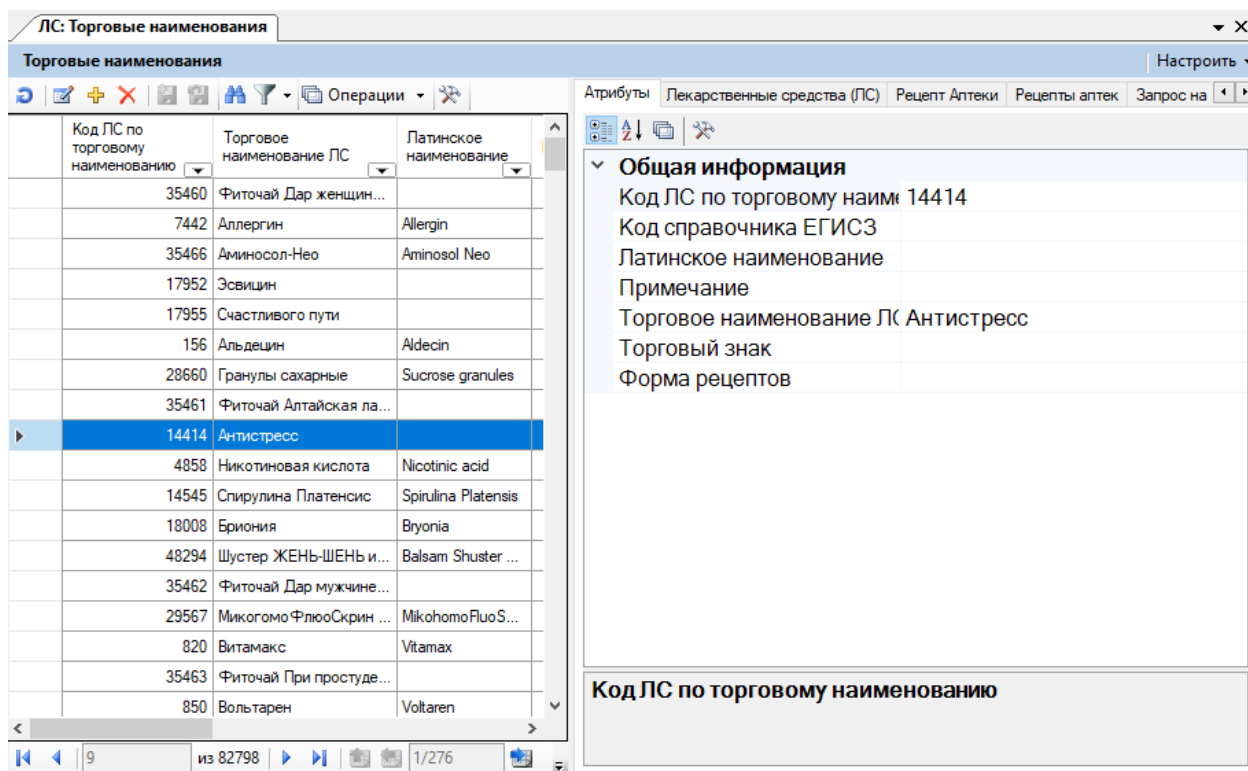 ЛС: Торговые наименования
Торговые наименования
Настроить
Операции
Код ЛС по торговому наименованию
Торговое наименование ЛС
Латинское наименование
35460 Фиточай Дар женщин...
7442 Аллергин Allergin
35466 Аминосол-Нео Aminosol Neo
17952 Эсвицин
17955 Счастливого пути
156 Альдецин Aldecin
28660 Гранулы сахарные Sucrose granules
35461 Фиточай Алтайская ла...
14414 Антистресс
4858 Никотиновая кислота Nicotinic acid
14545 Спирулина Платенсис Spirulina Platensis
18008 Бриония Bryonia
48294 Шустер ЖЕНЬ-ШЕНЬ и... Balsam Shuster ...
35462 Фиточай Дар мужчине...
29567 МикогомоФлюоСкрин ... MikohomoFluoS...
820 Витамакс Vitamax
35463 Фиточай При простуде...
850 Вольтарен Voltaren
9 из 82798 1/276
Атрибуты Лекарственные средства (ЛС) Рецепт Аптеки Рецепты аптек Запрос на
Общая информация
Код ЛС по торговому наим 14414
Код справочника ЕГИСЗ
Латинское наименование
Примечание
Торговое наименование ЛС Антистресс
Торговый знак
Форма рецептов
Код ЛС по торговому наименованию